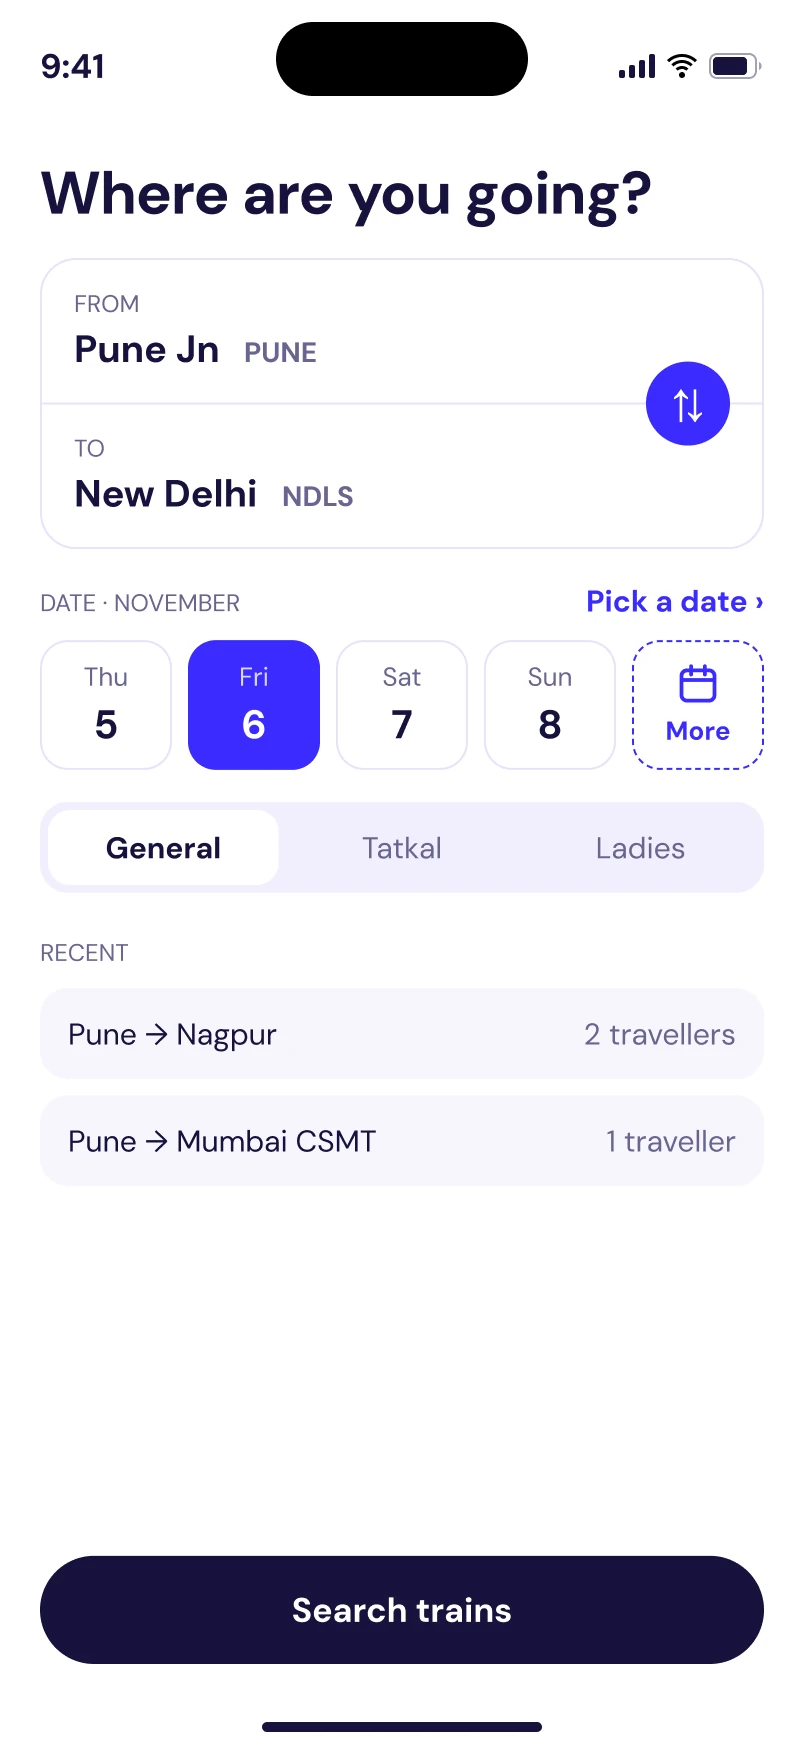 9:41
Where are you going?
FROM
Pune Jn PUNE
TO
New Delhi NDLS
DATE · NOVEMBER Pick a date ›
Thu Fri Sat Sun
5 6 7 8 More
General Tatkal Ladies
RECENT
Pune → Nagpur 2 travellers
Pune → Mumbai CSMT 1 traveller
Search trains